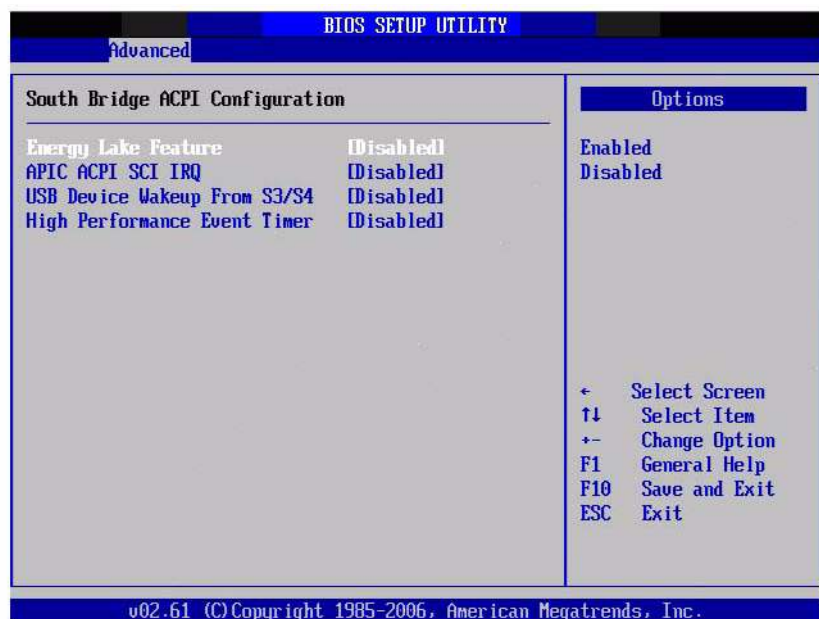 BIOS SETUP UTILITY
Advanced
South Bridge ACPI Configuration
Energy Lake Feature [Disabled]
APIC ACPI SCI IRQ [Disabled]
USB Device Wakeup From S3/S4 [Disabled]
High Performance Event Timer [Disabled]
Options
Enabled
Disabled
← Select Screen
↑↓ Select Item
+- Change Option
F1 General Help
F10 Save and Exit
ESC Exit
v02.61 (C)Copyright 1985-2006, American Megatrends, Inc.